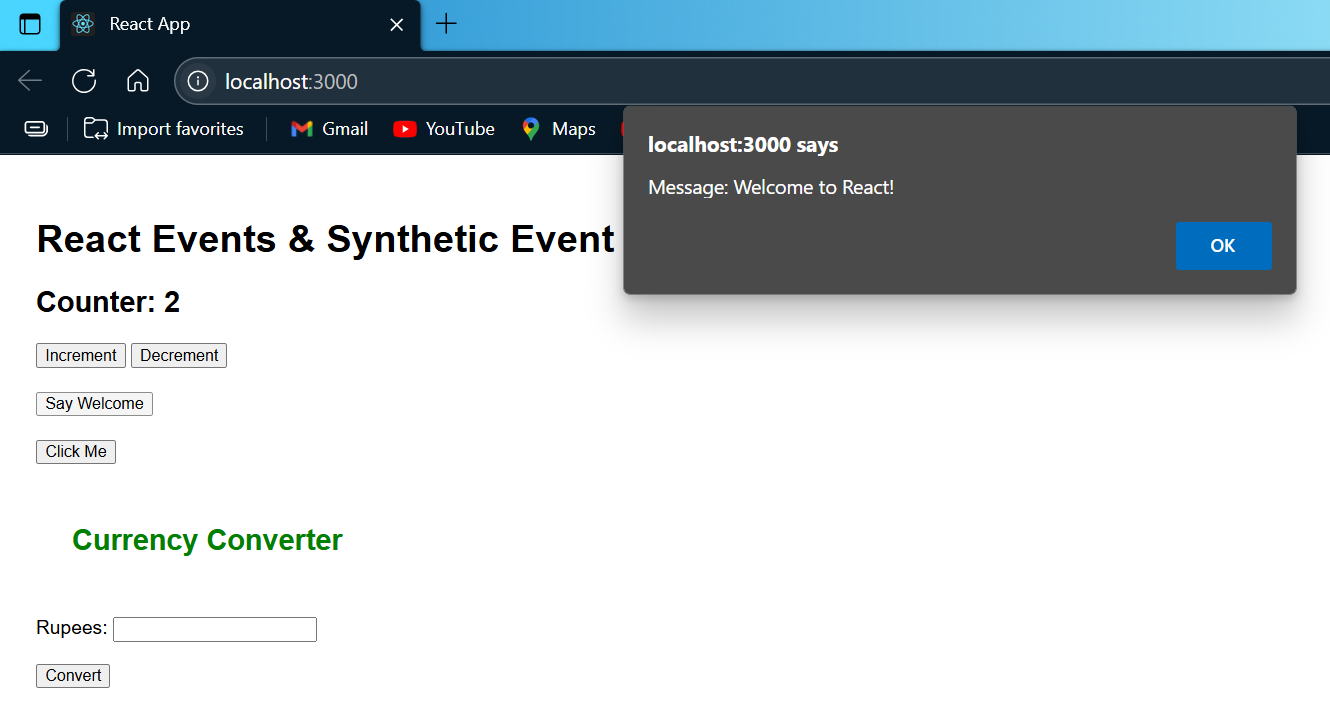 React App
localhost:3000
Import favorites
Gmail
YouTube
Maps
localhost:3000 says
Message: Welcome to React!
OK
React Events & Synthetic Event
Counter: 2
Increment
Decrement
Say Welcome
Click Me
Currency Converter
Rupees:
Convert